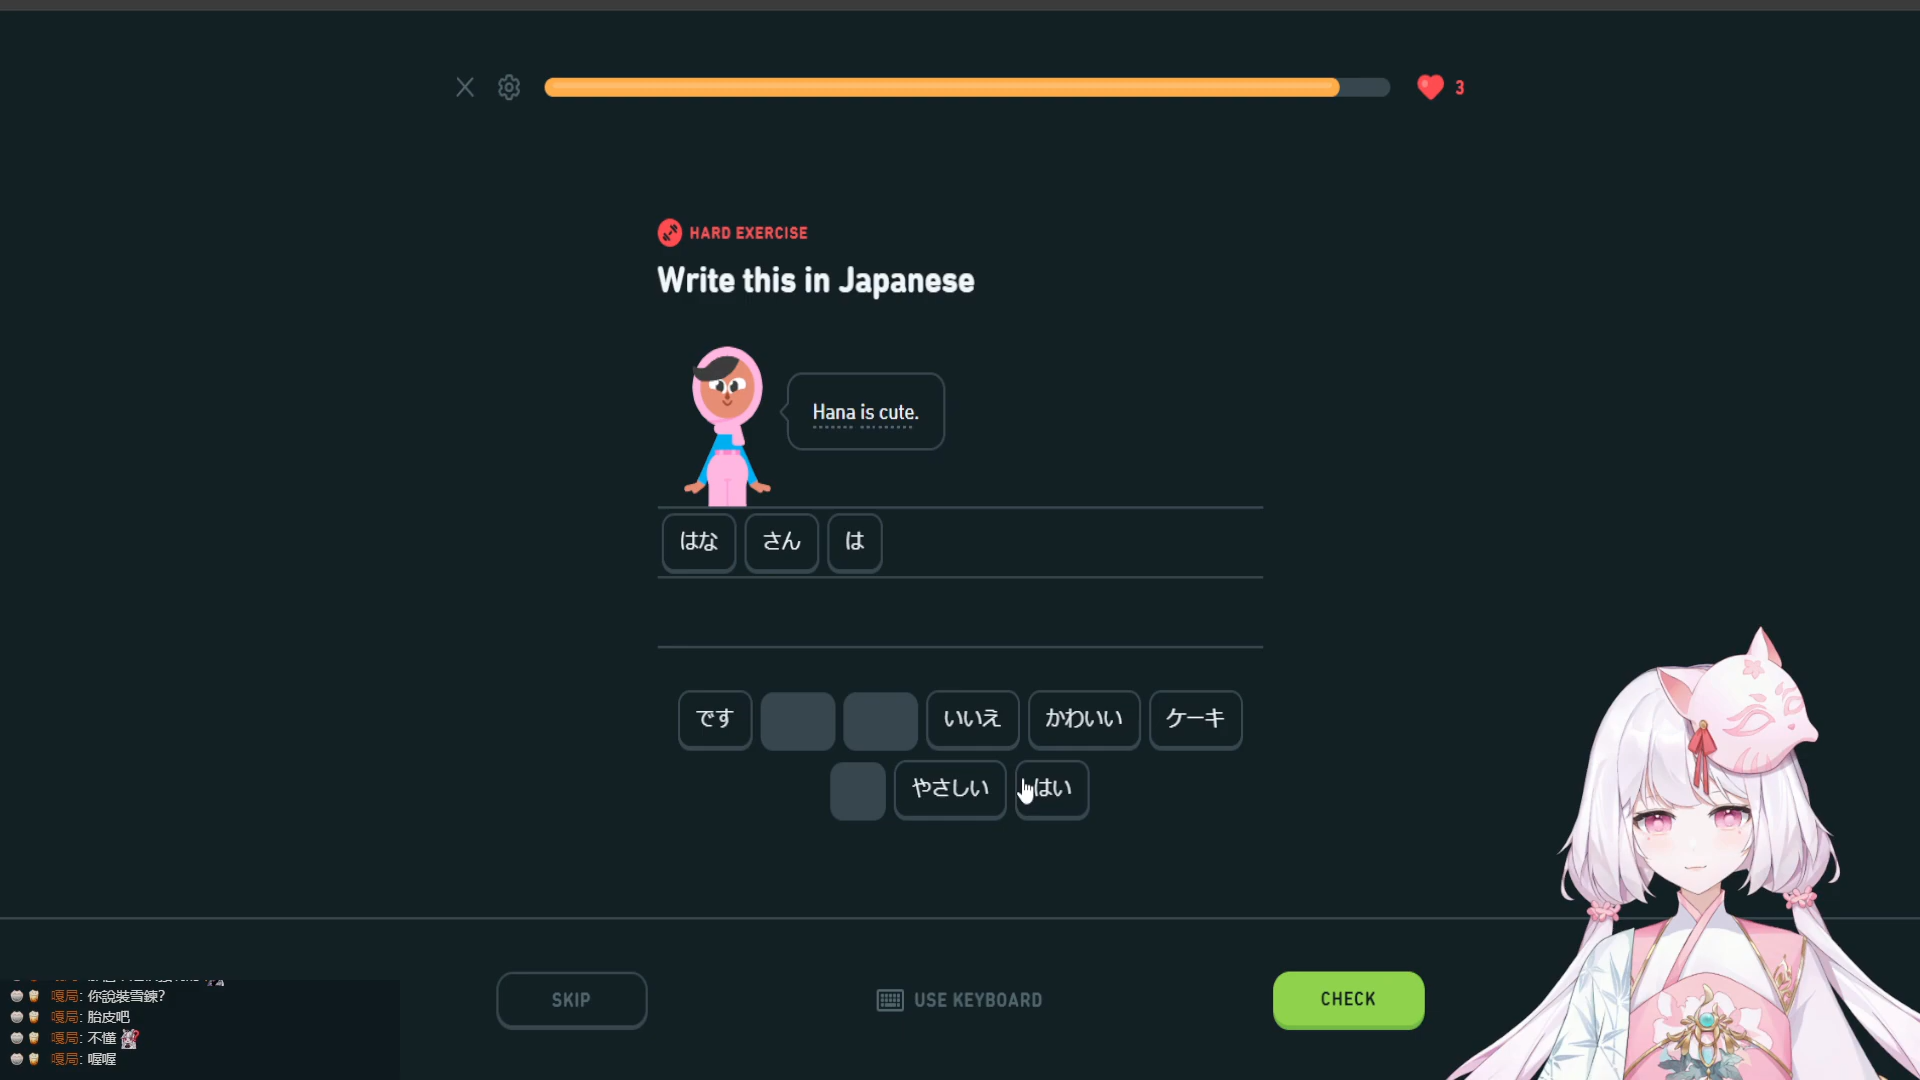 3
HARD EXERCISE
Write this in Japanese
Hana is cute.
はな さん は
です いいえ かわいい ケーキ
やさしい はい
SKIP USE KEYBOARD CHECK
嘎局: 你說裝雪鍊?
嘎局: 胎皮吧
嘎局: 不懂
嘎局: 喔喔